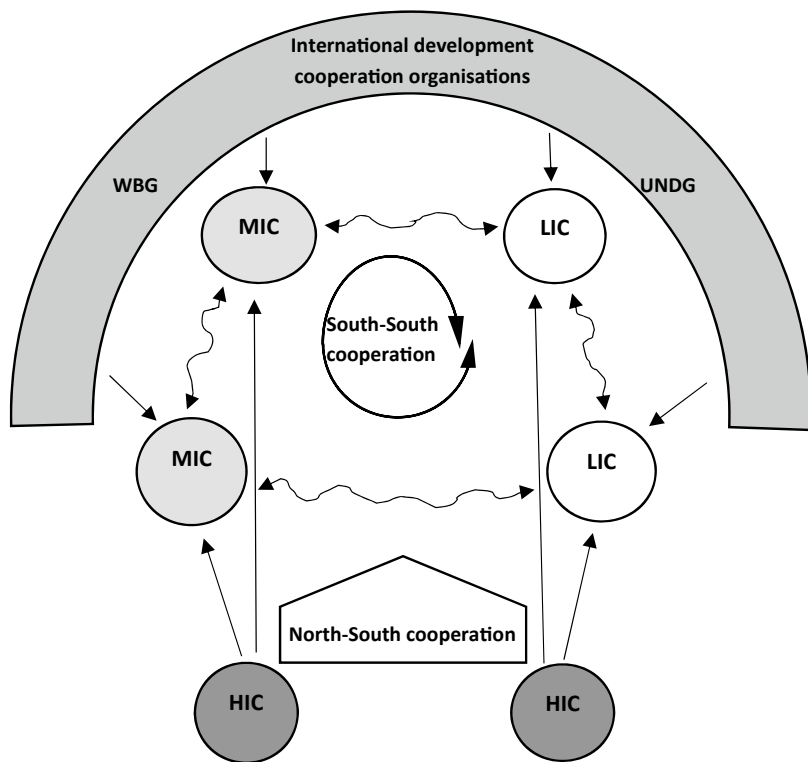 International development
cooperation organisations
WBG
UNDG
MIC
LIC
South-South
cooperation
MIC
LIC
North-South cooperation
HIC
HIC